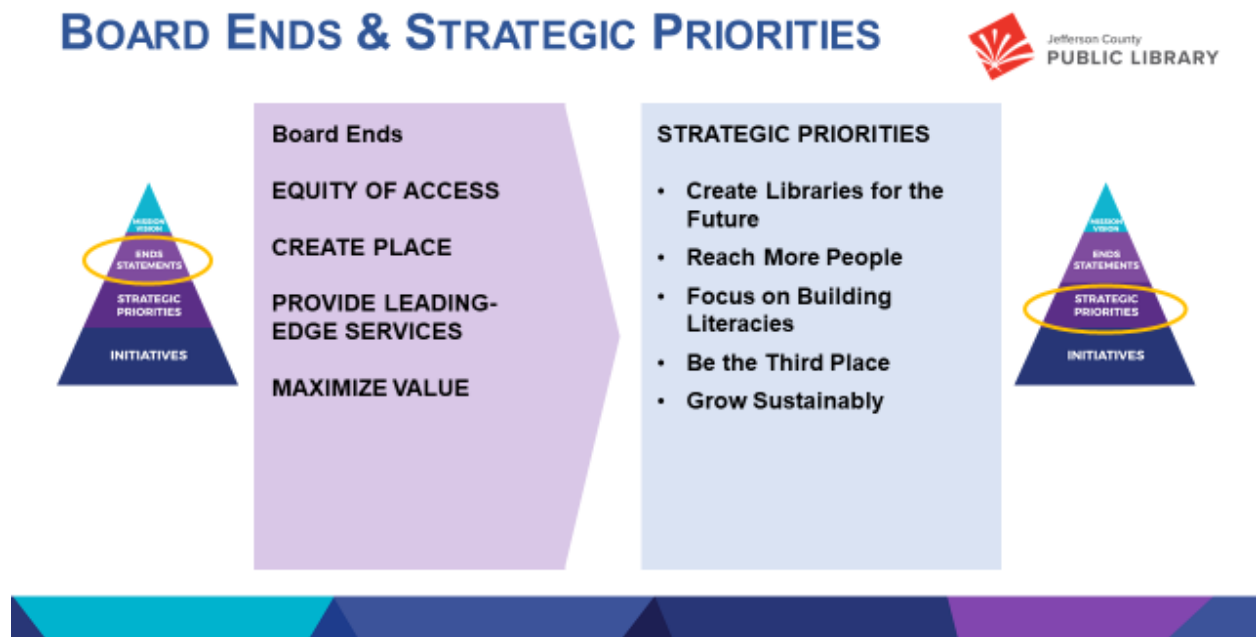 BOARD ENDS & STRATEGIC PRIORITIES
Jefferson County
PUBLIC LIBRARY
MISSION
VISION
ENDS
STATEMENTS
STRATEGIC
PRIORITIES
INITIATIVES
Board Ends
EQUITY OF ACCESS
CREATE PLACE
PROVIDE LEADING-
EDGE SERVICES
MAXIMIZE VALUE
STRATEGIC PRIORITIES
• Create Libraries for the
Future
• Reach More People
• Focus on Building
Literacies
• Be the Third Place
• Grow Sustainably
MISSION
VISION
ENDS
STATEMENTS
STRATEGIC
PRIORITIES
INITIATIVES